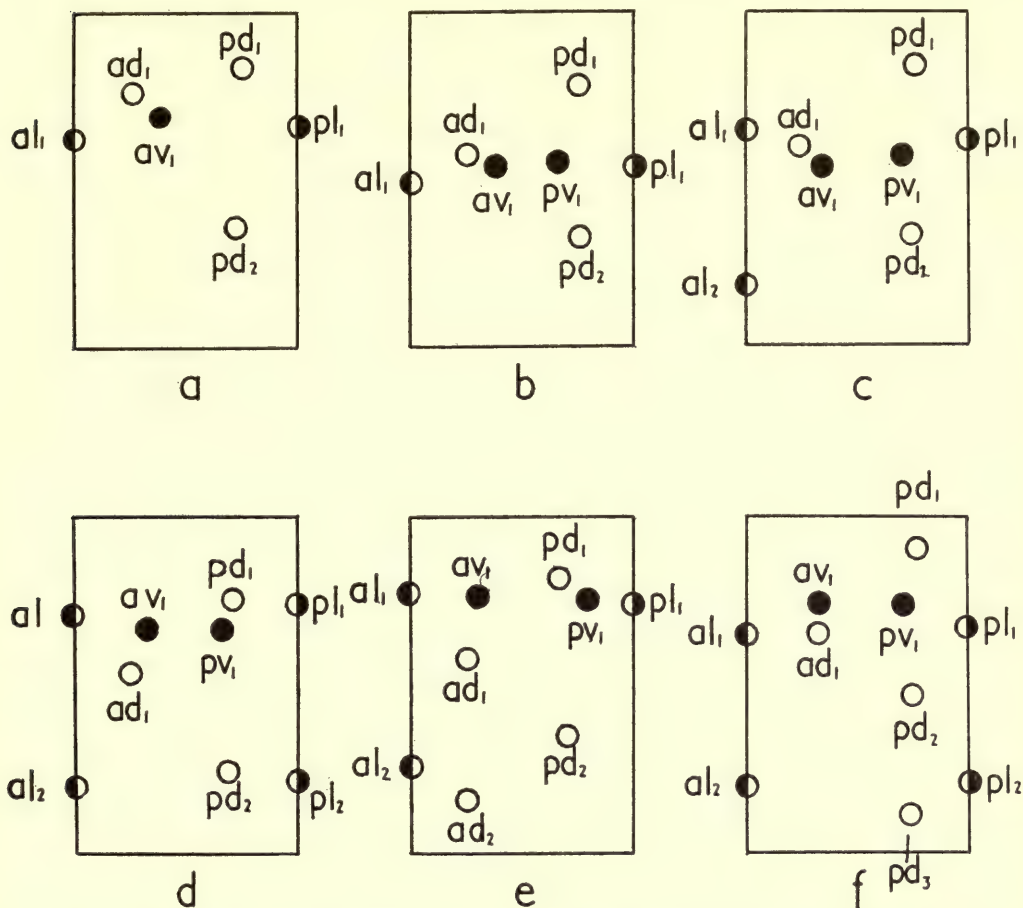 ad₁ pd₁
al₁ av₁ pl₁
pd₂
a
pd₁
ad₁
al₁ av₁ pv₁ pl₁
pd₂
b
pd₁
al₁ ad₁ pl₁
av₁ pv₁
al₂ pd₂
c
pd₁
al av₁ pl₁
pv₁
ad₁
al₂ pd₂ pl₂
d
pd₁
al₁ av₁ pl₁
pv₁
ad₁
al₂ pd₂
ad₂
e
pd₁
av₁
al₁ ad₁ pv₁ pl₁
pd₂
al₂ pl₂
pd₃
f